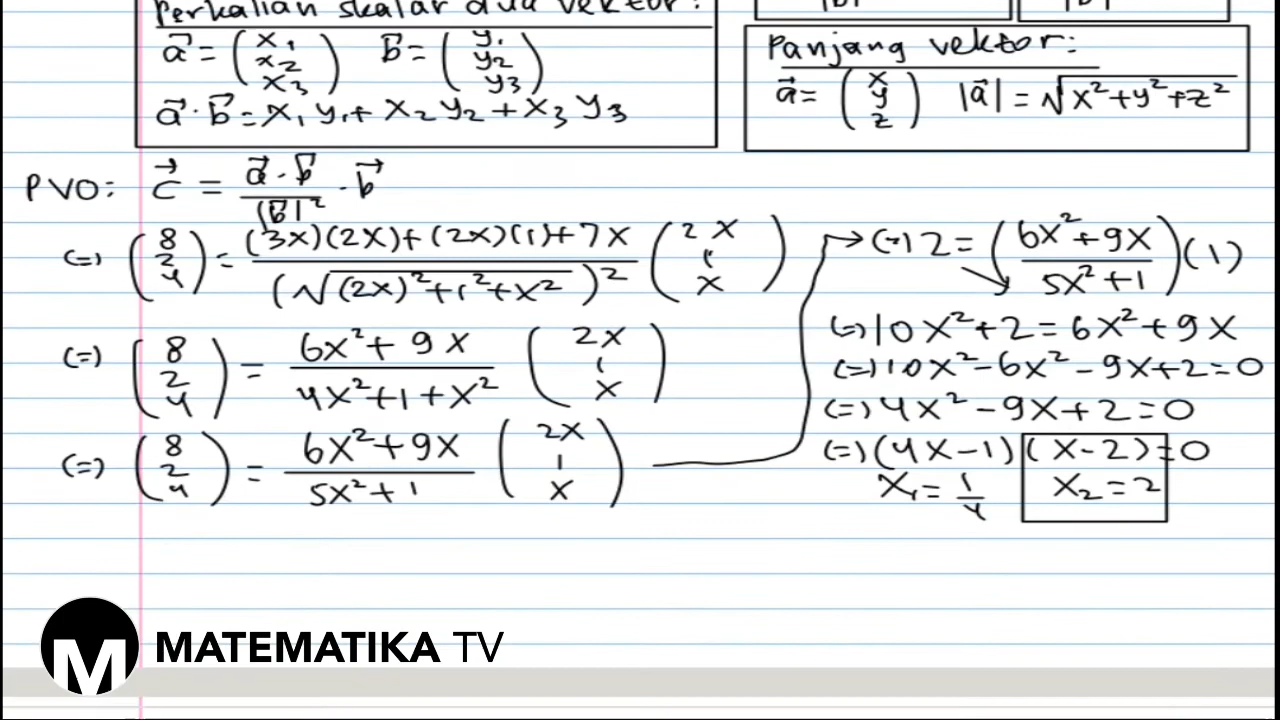 Perkalian skalar dua vektor:
a⃗ = (x₁ x₂ x₃) b⃗ = (y₁ y₂ y₃)
a⃗ · b⃗ = x₁ y₁ + x₂ y₂ + x₃ y₃
|b|
|b|
Panjang vektor:
a⃗ = (x y z) |a⃗| = √x²+y²+z²
PVO: c⃗ = a⃗ · b⃗ / |b⃗|² · b⃗
(=) (8 2 4) = (3x)(2x)+(2x)(1)+7x / (√(2x)²+1²+x²)² (2x 1 x)
(=) (8 2 4) = 6x²+9x / 4x²+1+x² (2x 1 x)
(=) (8 2 4) = 6x²+9x / 5x²+1 (2x 1 x)
(=) 2 = (6x²+9x / 5x²+1)(1)
(=) 10x²+2 = 6x²+9x
(=) 10x²-6x²-9x+2=0
(=) 4x²-9x+2=0
(=) (4x-1)(x-2)=0
x₁ = 1/4 x₂ = 2
M MATEMATIKA TV